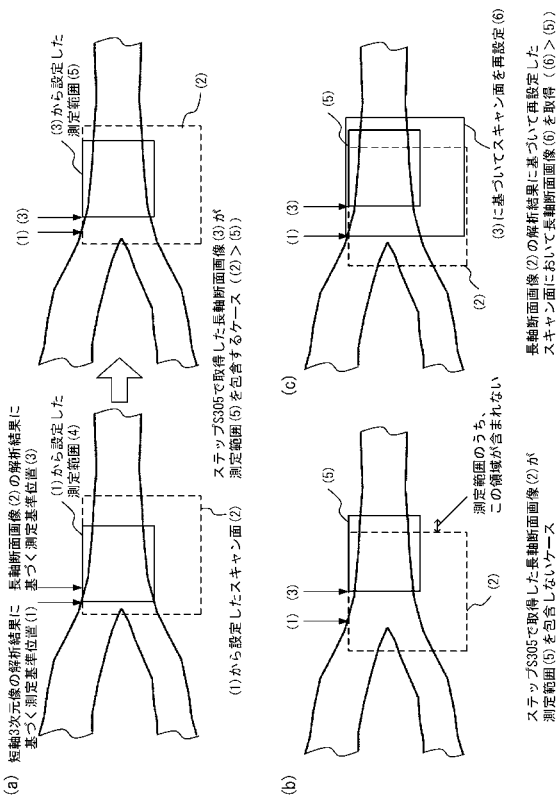 (a)
短軸3次元像の解析結果に
基づく測定基準位置(1)
長軸断面画像(2)の解析結果に
基づく測定基準位置(3)
(1)から設定した
測定範囲(4)
(1)から設定したスキャン面(2)
(1)
(3)
(3)から設定した
測定範囲(5)
(2)
ステップS305で取得した長軸断面画像(3)が
測定範囲(5)を包含するケース ((2)>(5))
(b)
(1)
(3)
(5)
(2)
測定範囲のうち、
この領域が含まれない
ステップS305で取得した長軸断面画像(2)が
測定範囲(5)を包含しないケース
(c)
(1)
(3)
(5)
(2)
(3)に基づいてスキャン面を再設定(6)
長軸断面画像(2)の解析結果に基づいて再設定した
スキャン面において長軸断面画像(6)を取得 ((6)>(5))